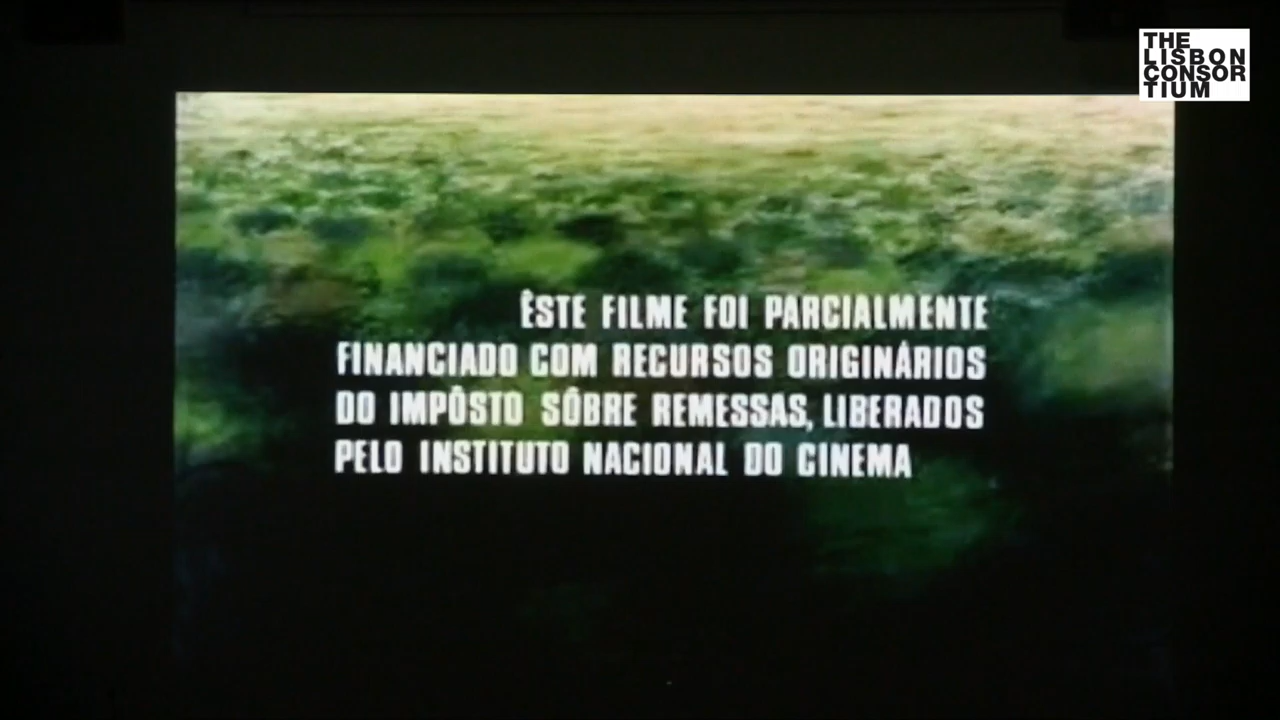 THE
LISBON
CONSOR
TIUM
ÊSTE FILME FOI PARCIALMENTE
FINANCIADO COM RECURSOS ORIGINÁRIOS
DO IMPÔSTO SÔBRE REMESSAS, LIBERADOS
PELO INSTITUTO NACIONAL DO CINEMA